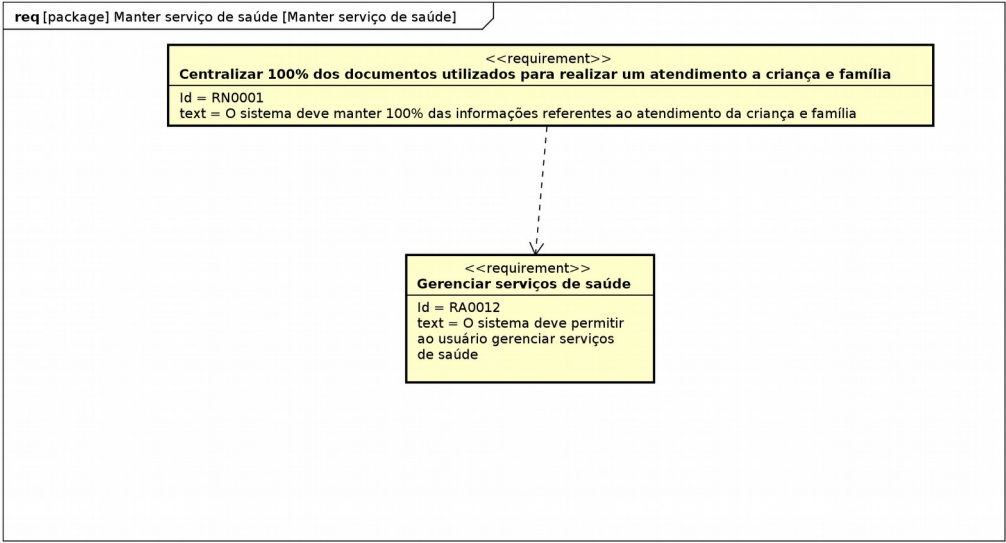 req [package] Manter serviço de saúde [Manter serviço de saúde]
<<requirement>>
Centralizar 100% dos documentos utilizados para realizar um atendimento a criança e família
Id = RN0001
text = O sistema deve manter 100% das informações referentes ao atendimento da criança e família
<<requirement>>
Gerenciar serviços de saúde
Id = RA0012
text = O sistema deve permitir
ao usuário gerenciar serviços
de saúde